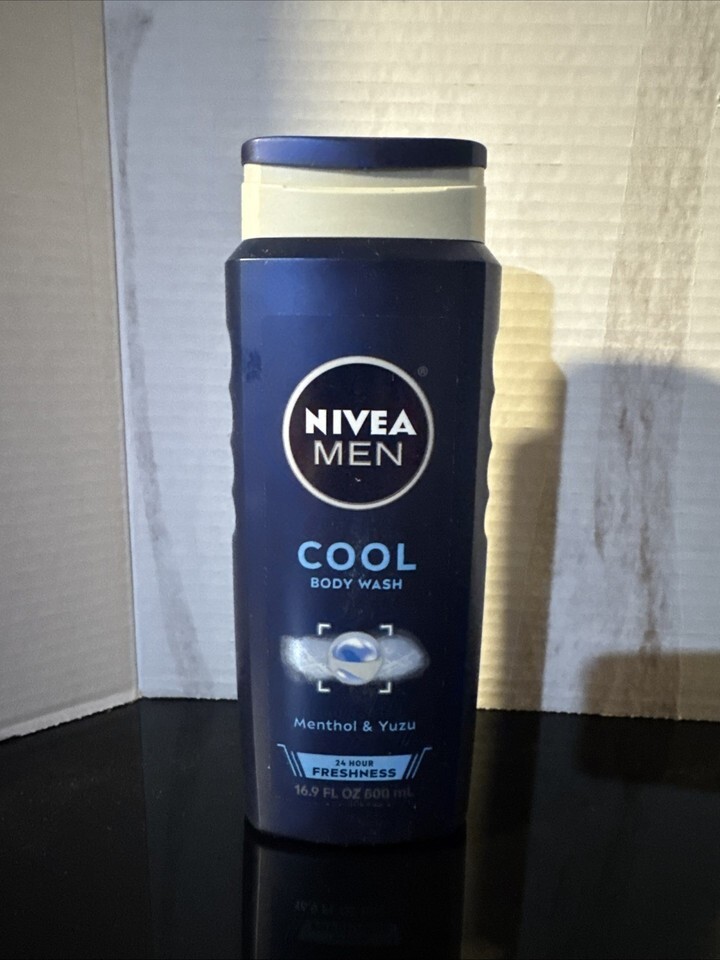 NIVEA
MEN
®
COOL
BODY WASH
Menthol & Yuzu
24 HOUR
FRESHNESS
16.9 FL OZ 500 mL